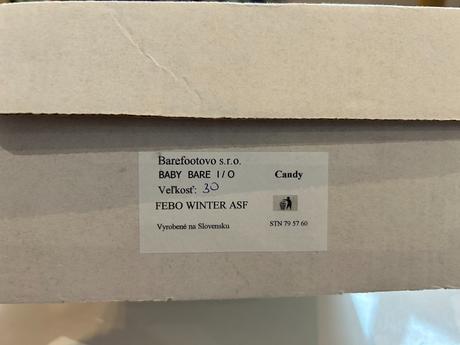 Barefootovo s.r.o.
BABY BARE I/O Candy
Veľkosť: 30
FEBO WINTER ASF
Vyrobené na Slovensku STN 79 57 60